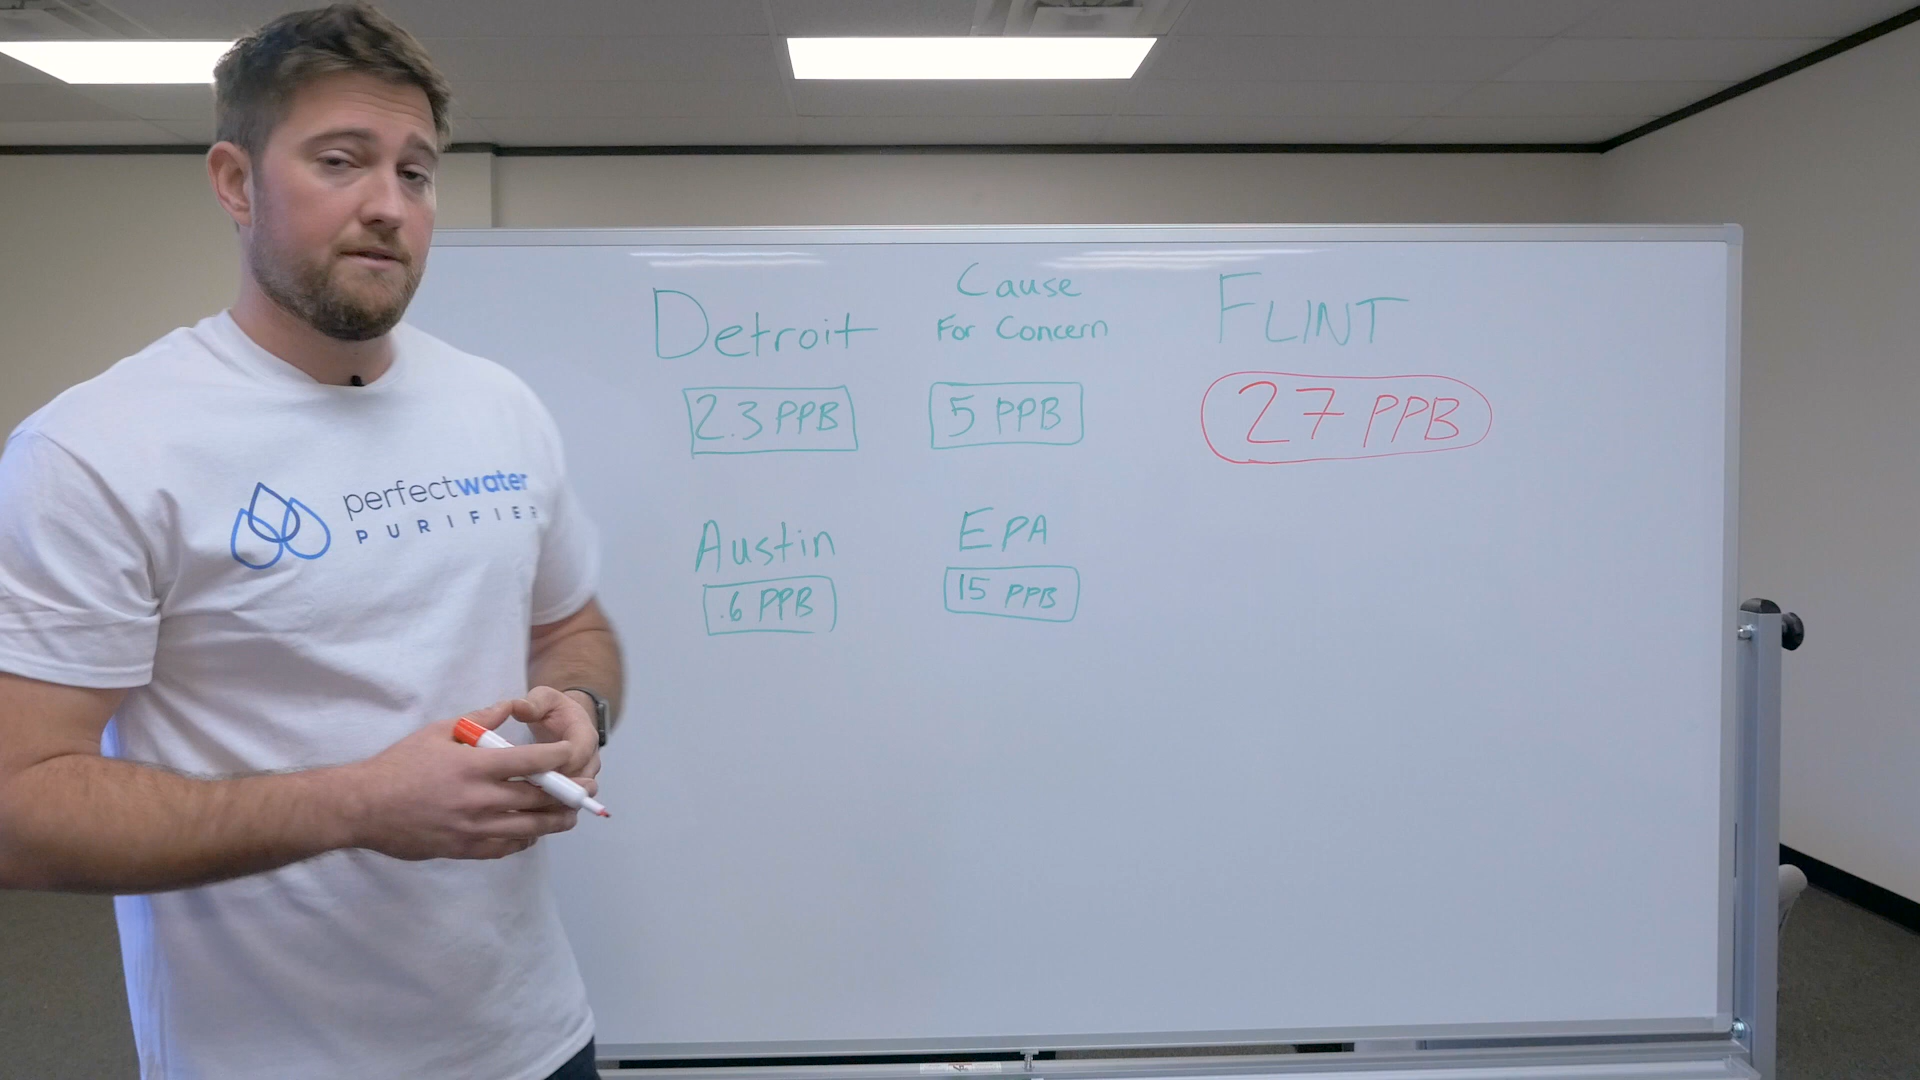 Detroit
2.3 PPB
Cause
For Concern
5 PPB
FLINT
27 PPB
Austin
.6 PPB
EPA
15 PPB
perfectwater
PURIFIER